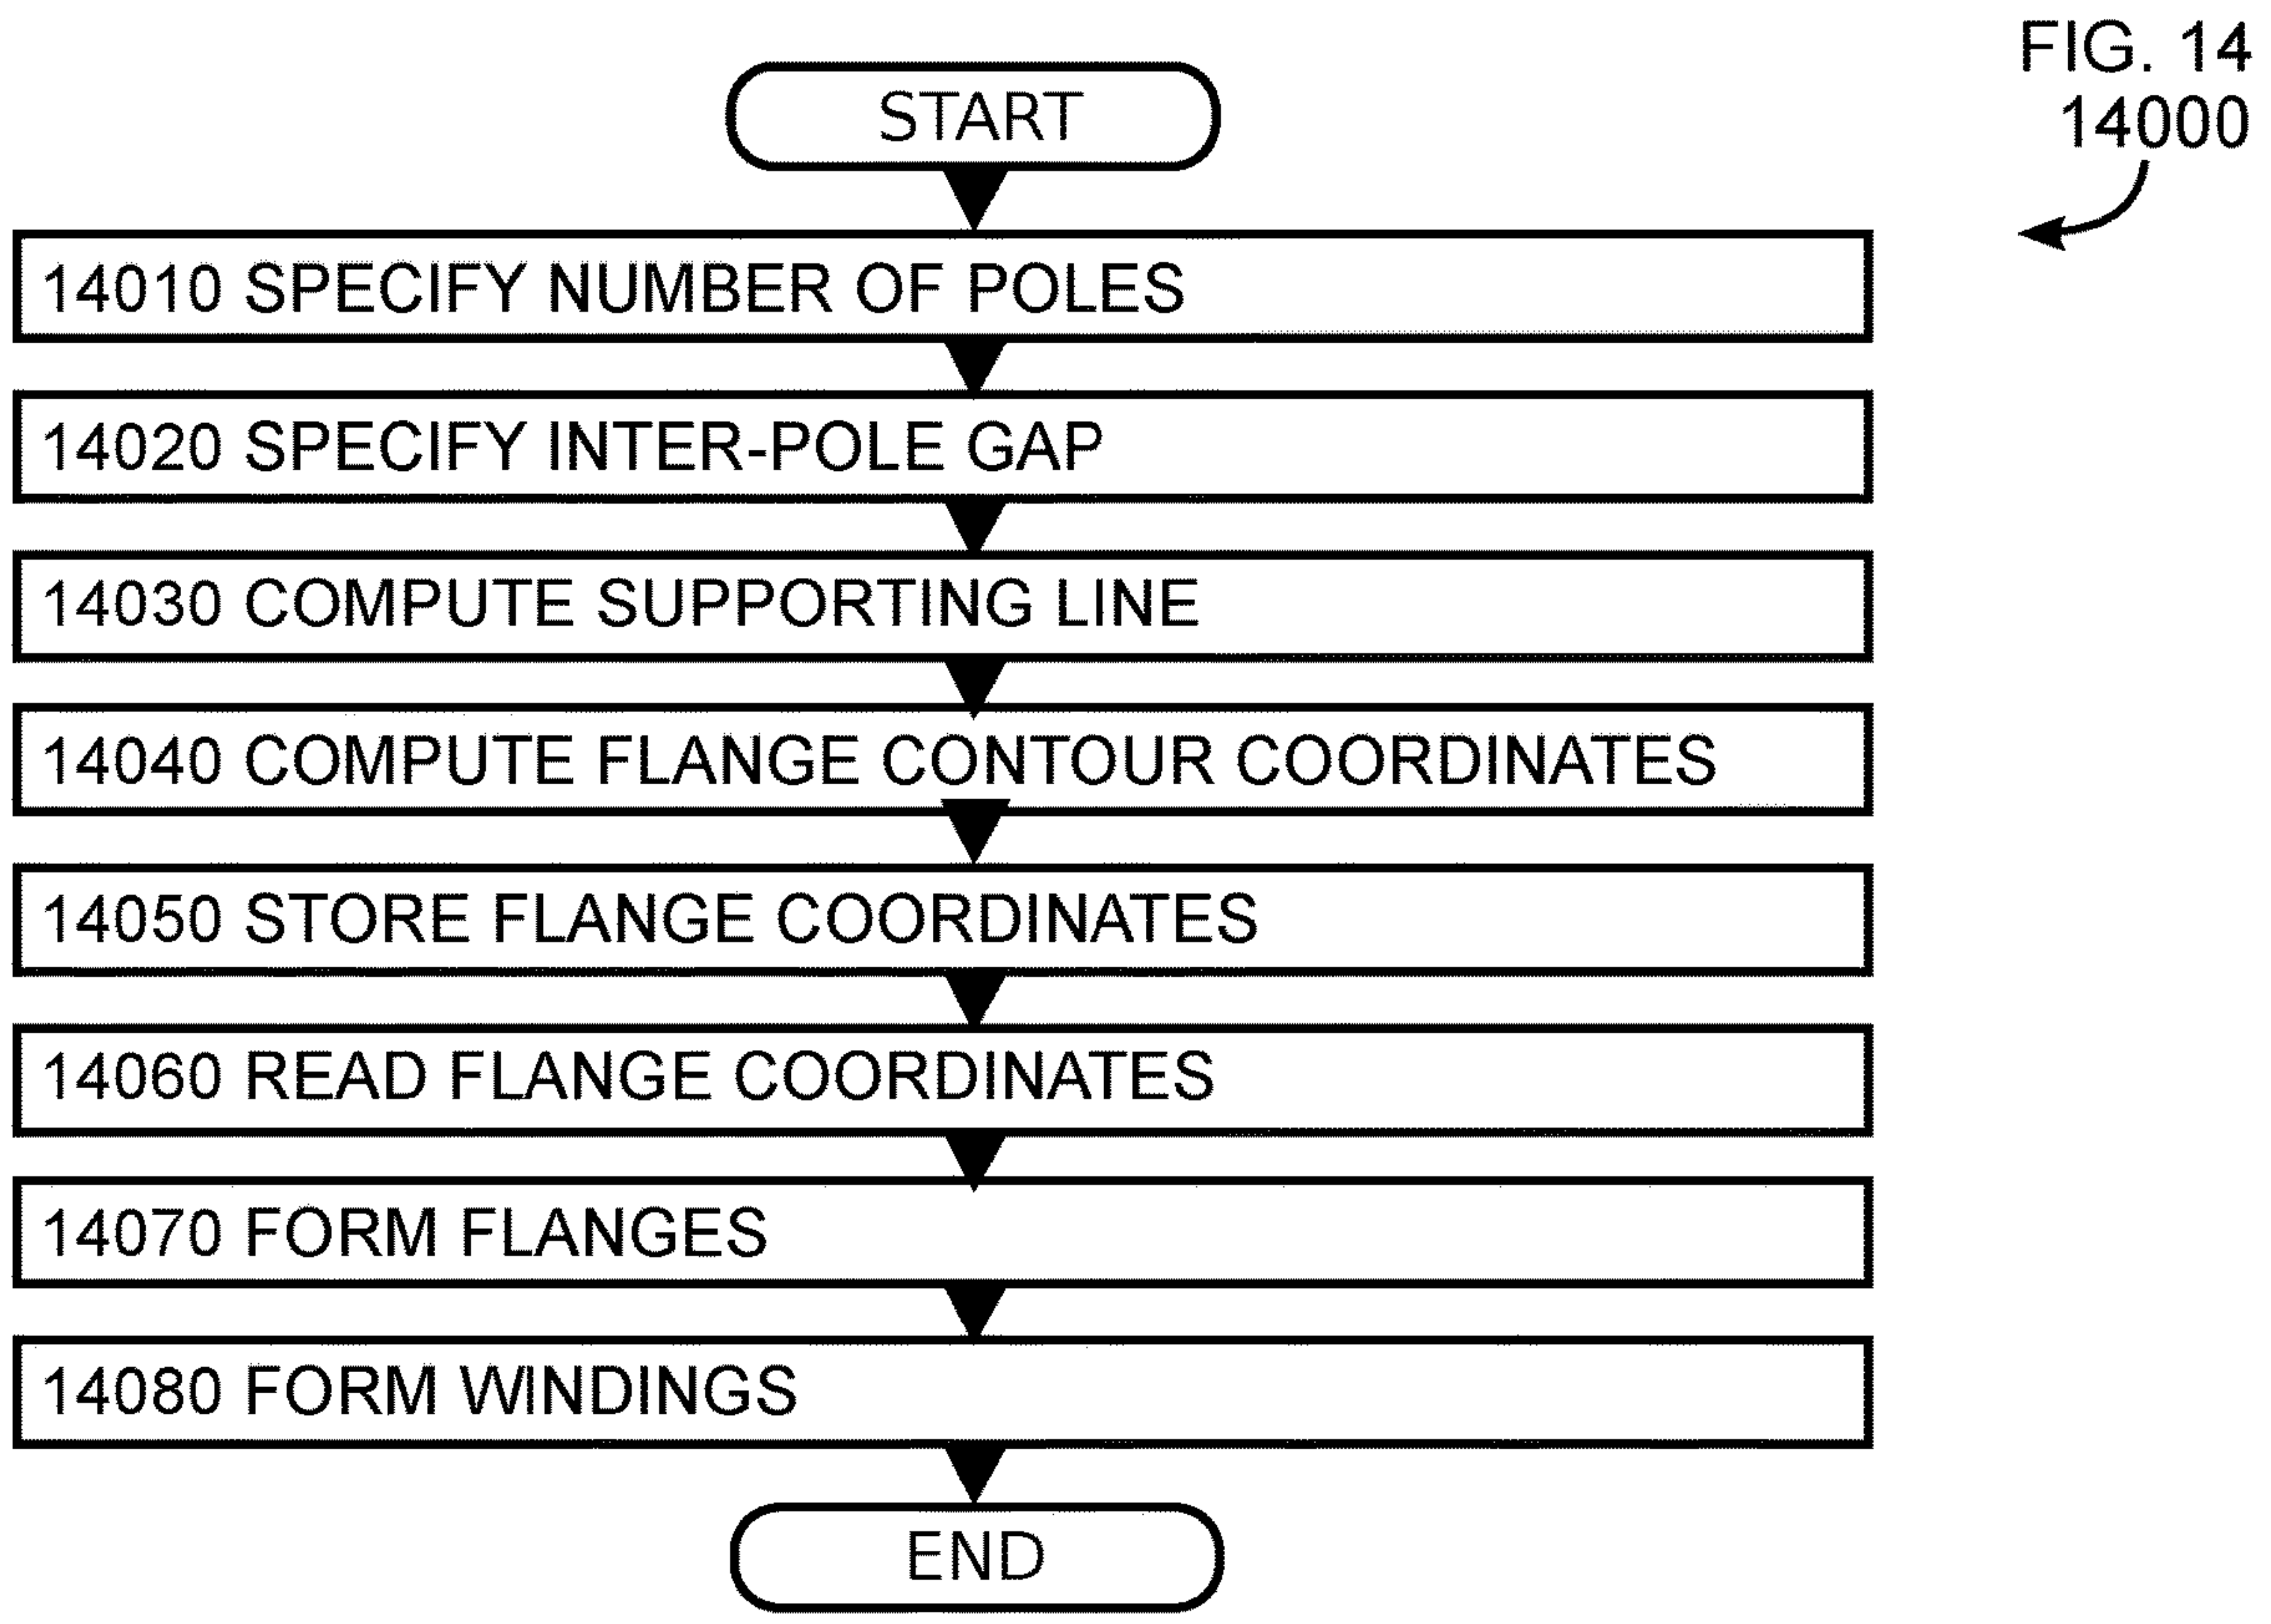 FIG. 14
14000
START
14010 SPECIFY NUMBER OF POLES
14020 SPECIFY INTER-POLE GAP
14030 COMPUTE SUPPORTING LINE
14040 COMPUTE FLANGE CONTOUR COORDINATES
14050 STORE FLANGE COORDINATES
14060 READ FLANGE COORDINATES
14070 FORM FLANGES
14080 FORM WINDINGS
END